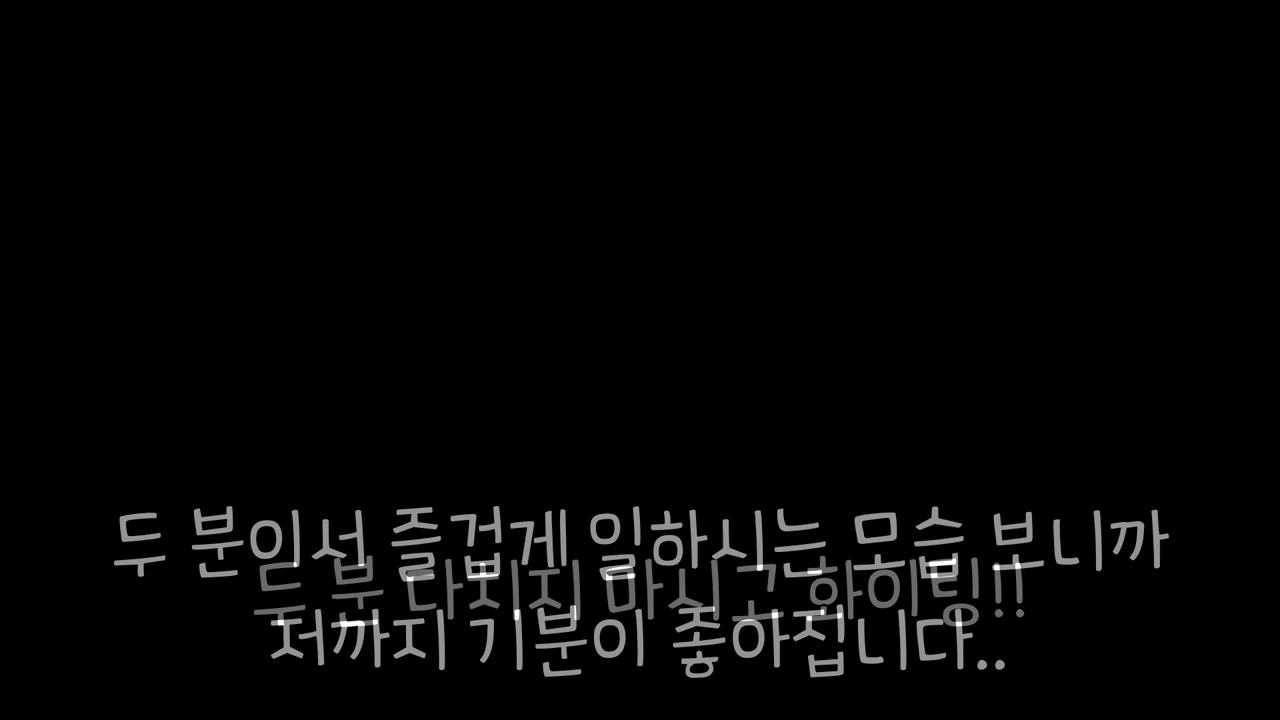 두 분이서 즐겁게 일하시는 모습 보니까
두 분 다치지 마시고 화이링!!
저까지 기분이 좋아집니다..